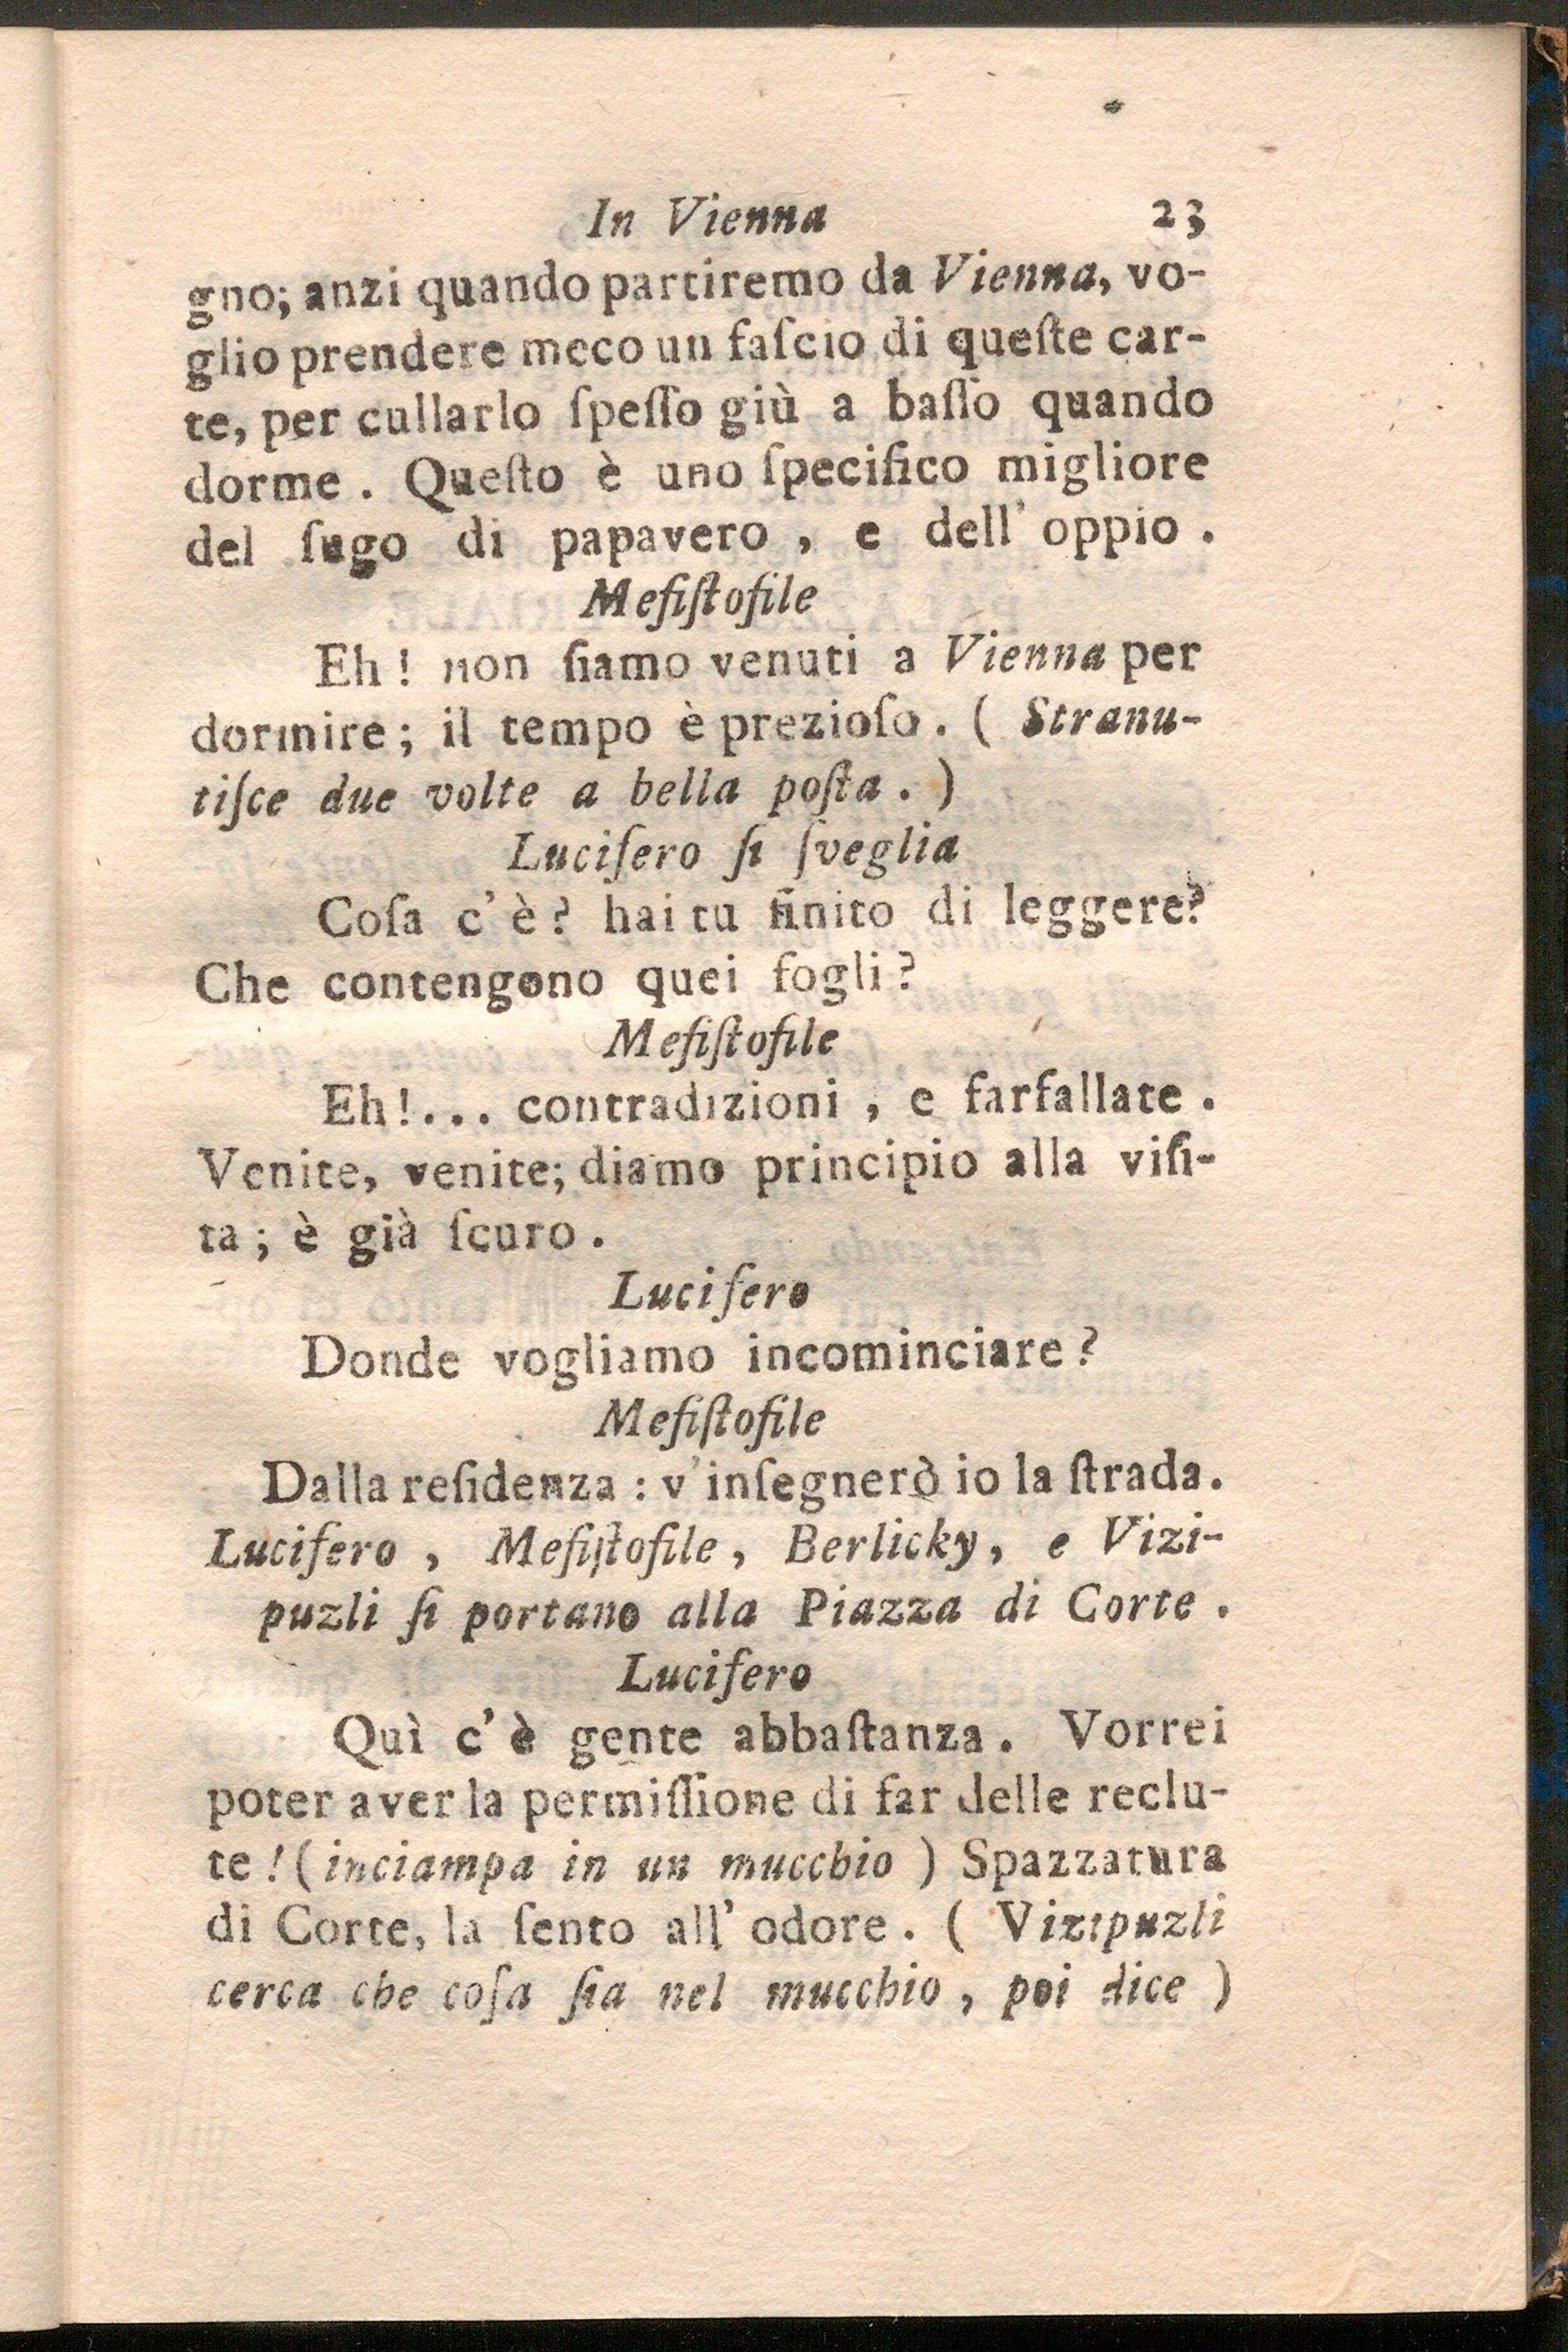 In Vienna 23
gno; anzi quando partiremo da Vienna, vo-
glio prendere meco un faſcio di queſte car-
te, per cullarlo ſpeſſo giù a baſſo quando
dorme. Queſto è uno ſpecifico migliore
del ſugo di papavero, e dell' oppio.
Mefiſtofile
Eh! non ſiamo venuti a Vienna per
dormire; il tempo è prezioſo. (Stranu-
tiſce due volte a bella poſta.)
Luciſero ſi ſveglia
Coſa c'è? hai tu finito di leggere?
Che contengono quei fogli?
Mefiſtofile
Eh!... contradizioni, e farfallate.
Venite, venite; diamo principio alla viſi-
ta; è già ſcuro.
Lucifero
Donde vogliamo incominciare?
Mefiſtofile
Dalla reſidenza: v'inſegnerò io la ſtrada.
Lucifero, Mefiſtofile, Berlicky, e Vizi-
puzli ſi portano alla Piazza di Corte.
Lucifero
Quì c'è gente abbaſtanza. Vorrei
poter aver la permiſſione di far delle reclu-
te! (inciampa in un mucchio) Spazzatura
di Corte, la ſento all' odore. (Vizipuzli
cerca che coſa ſia nel mucchio, poi dice)